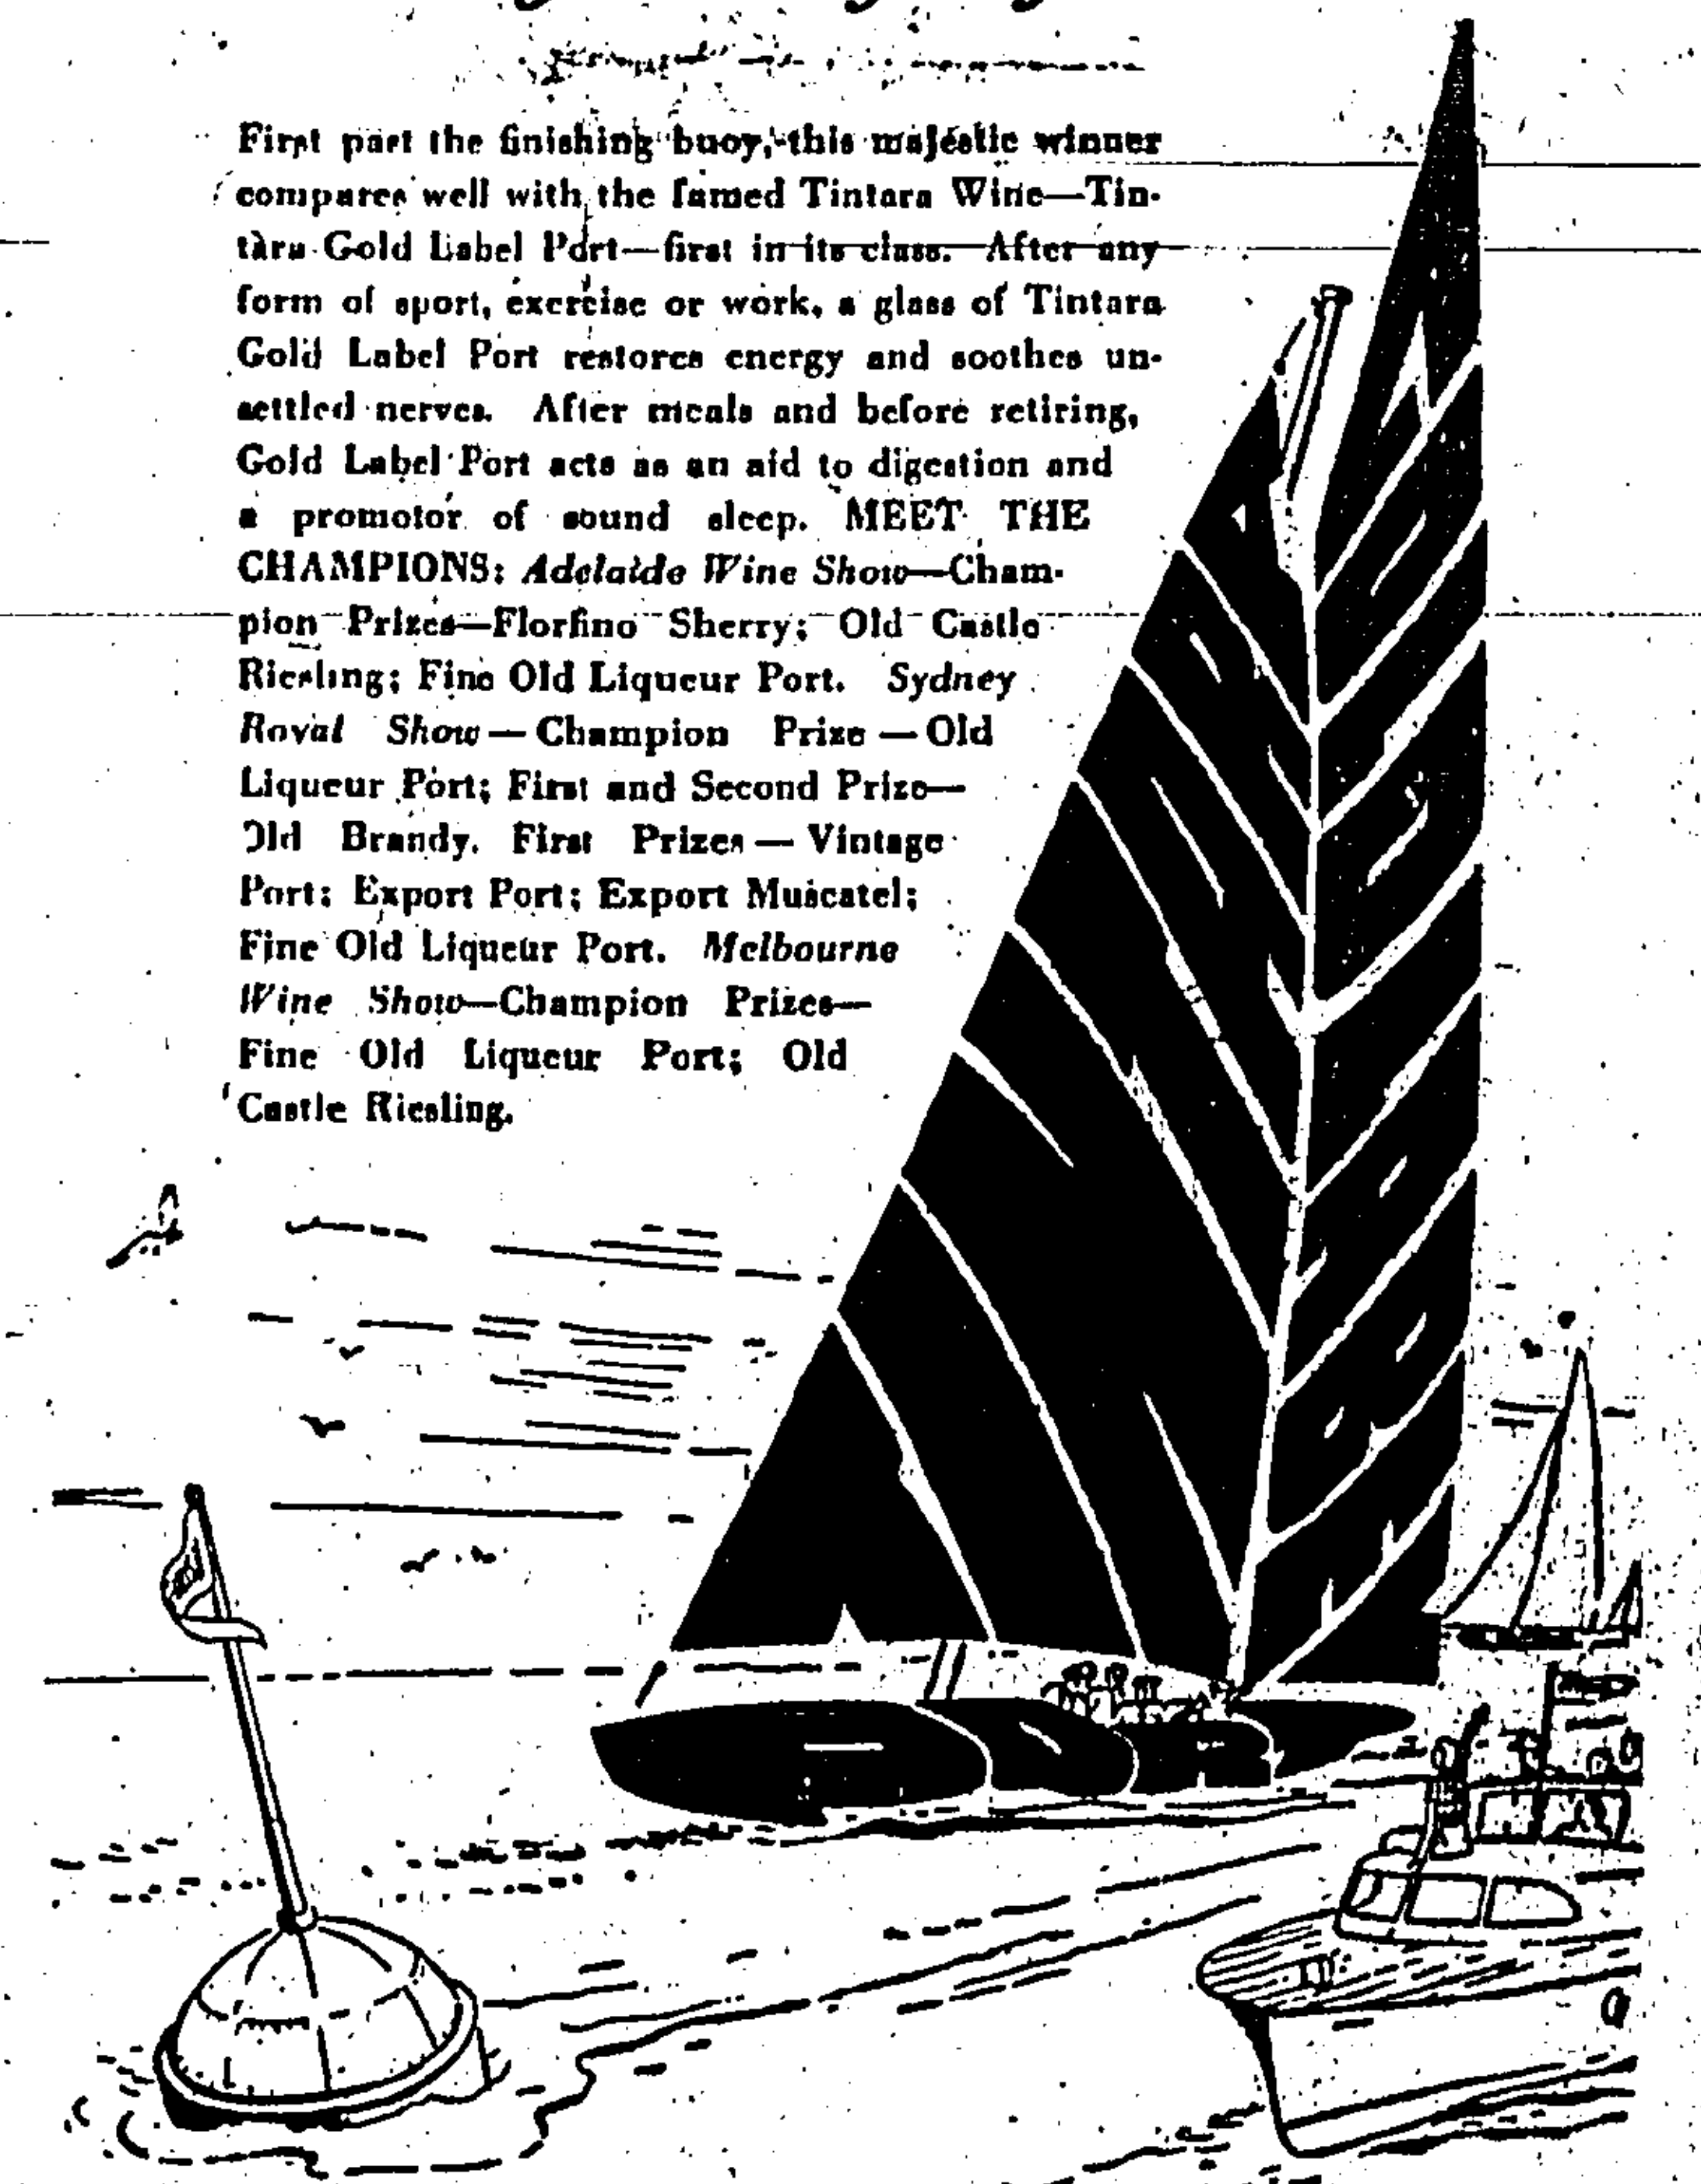 First past the finishing buoy, this majestic winner
compares well with the famed Tintara Wine—Tin-
tara Gold Label Port—first in its class. After any
form of sport, exercise or work, a glass of Tintara
Gold Label Port restores energy and soothes un-
settled nerves. After meals and before retiring,
Gold Label Port acts as an aid to digestion and
a promotor of sound sleep. MEET THE
CHAMPIONS: Adelaide Wine Show—Cham-
pion Prizes—Florfino Sherry; Old Castle
Riesling; Fine Old Liqueur Port. Sydney
Royal Show — Champion Prize — Old
Liqueur Port; First and Second Prize—
Old Brandy. First Prizes — Vintage
Port; Export Port; Export Muscatel;
Fine Old Liqueur Port. Melbourne
Wine Show—Champion Prizes—
Fine Old Liqueur Port; Old
Castle Riesling.